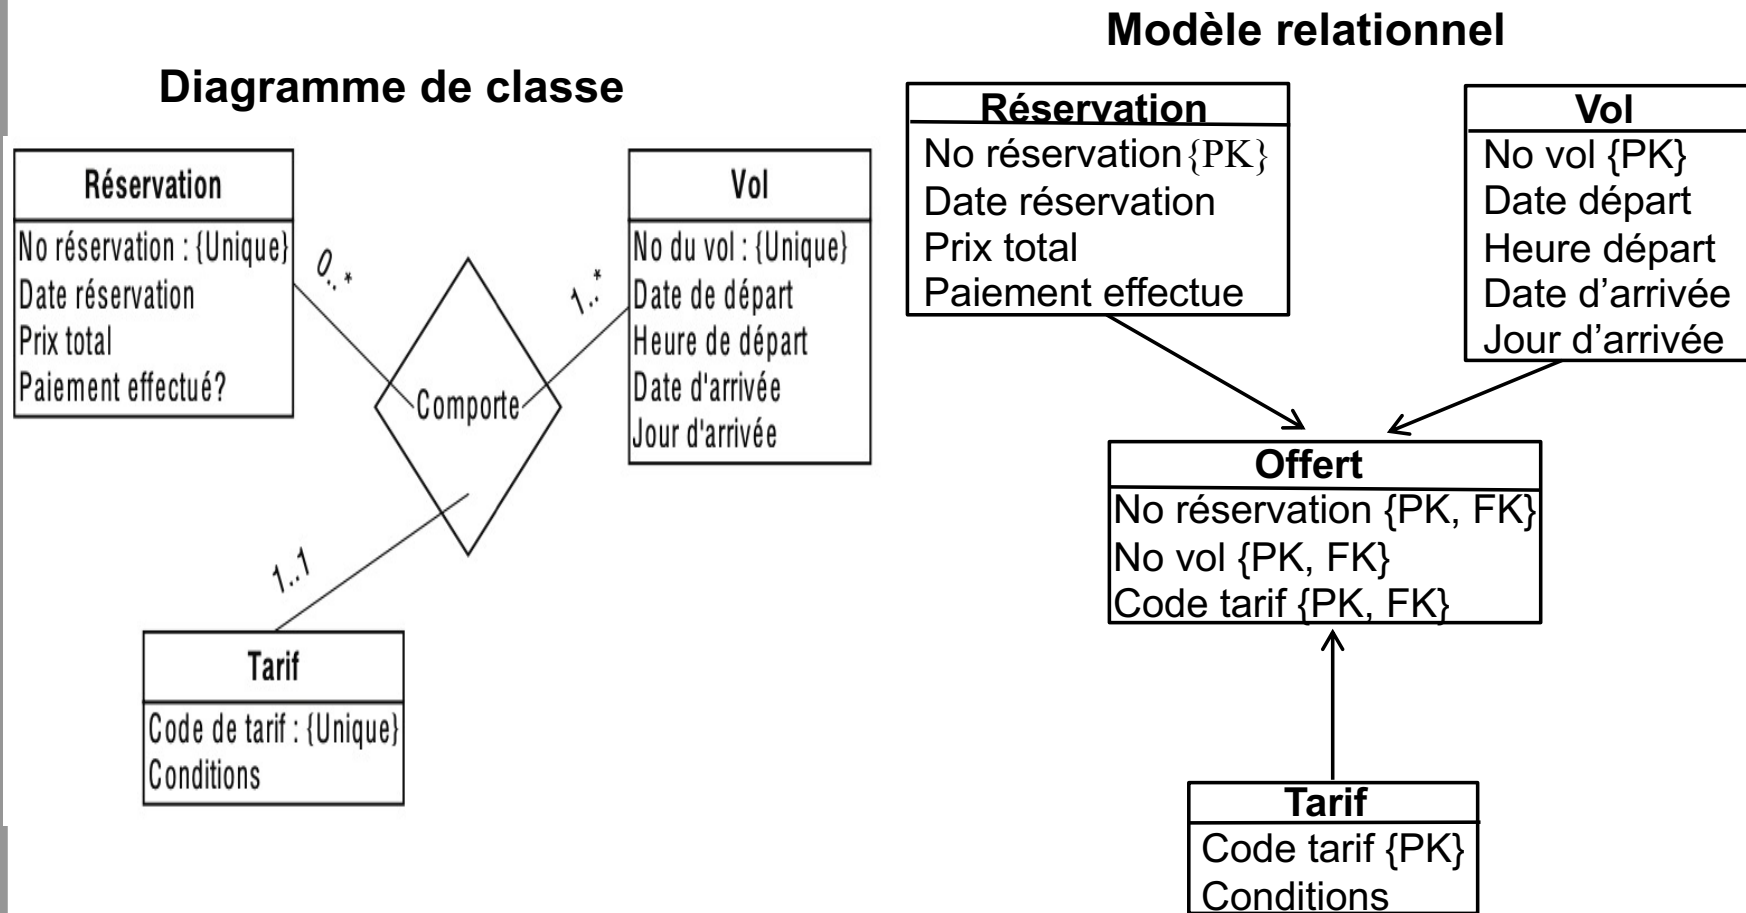 Modèle relationnel
Diagramme de classe
Réservation
No réservation : {Unique}
Date réservation
Prix total
Paiement effectué?
0..*
Comporte
1..*
Vol
No du vol : {Unique}
Date de départ
Heure de départ
Date d'arrivée
Jour d'arrivée
1..1
Tarif
Code de tarif : {Unique}
Conditions
Réservation
No réservation{PK}
Date réservation
Prix total
Paiement effectue
Vol
No vol {PK}
Date départ
Heure départ
Date d’arrivée
Jour d’arrivée
Offert
No réservation {PK, FK}
No vol {PK, FK}
Code tarif {PK, FK}
Tarif
Code tarif {PK}
Conditions